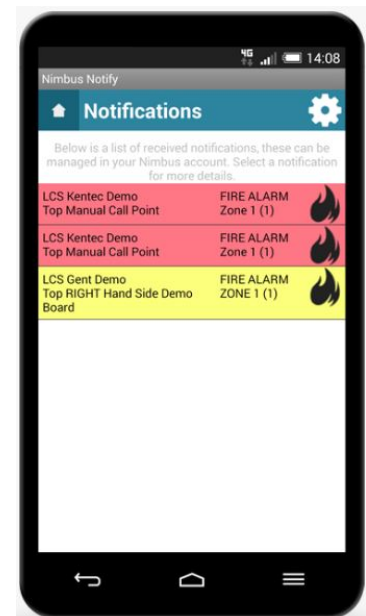 4G 14:08
Nimbus Notify
Notifications
Below is a list of received notifications, these can be
managed in your Nimbus account. Select a notification
for more details.
LCS Kentec Demo FIRE ALARM
Top Manual Call Point Zone 1 (1)
LCS Kentec Demo FIRE ALARM
Top Manual Call Point Zone 1 (1)
LCS Gent Demo FIRE ALARM
Top RIGHT Hand Side Demo ZONE 1 (1)
Board